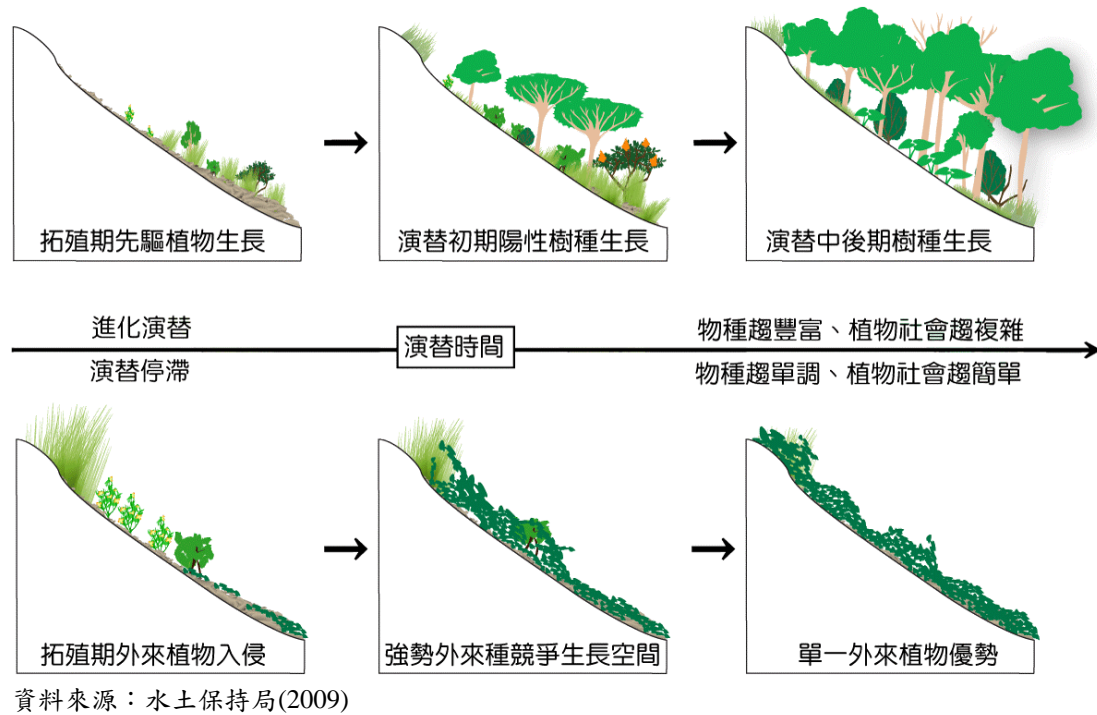 拓殖期先驅植物生長
演替初期陽性樹種生長
演替中後期樹種生長
進化演替
演替時間
物種趨豐富、植物社會趨複雜
演替停滯
物種趨單調、植物社會趨簡單
拓殖期外來植物入侵
強勢外來種競爭生長空間
單一外來植物優勢
資料來源：水土保持局(2009)